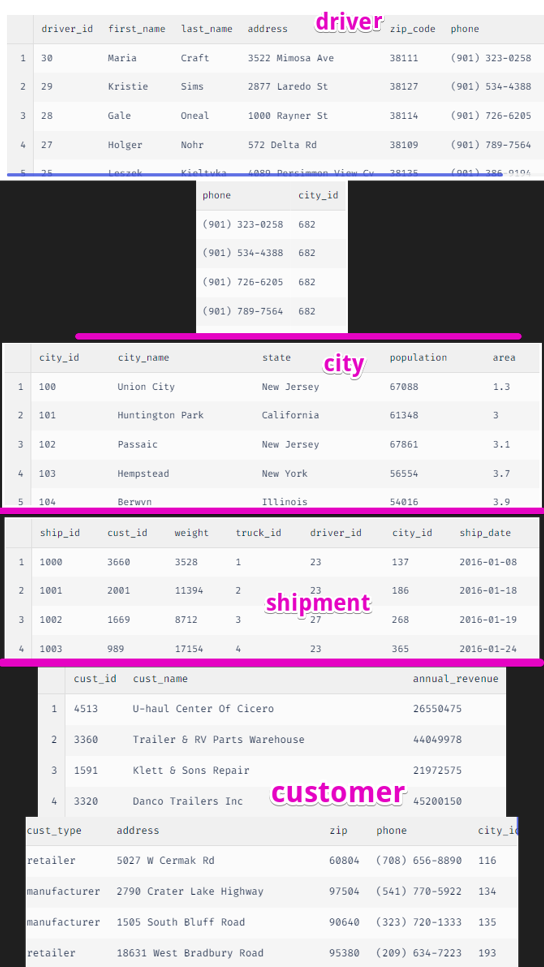 driver
driver_id first_name last_name address zip_code phone
1 30 Maria Craft 3522 Mimosa Ave 38111 (901) 323-0258
2 29 Kristie Sims 2877 Laredo St 38127 (901) 534-4388
3 28 Gale Oneal 1000 Rayner St 38114 (901) 726-6205
4 27 Holger Nohr 572 Delta Rd 38109 (901) 789-7564
5 25 Leszek Kieltyka 4089 Persimmon View Cv 38135 (901) 386-9194
phone city_id
(901) 323-0258 682
(901) 534-4388 682
(901) 726-6205 682
(901) 789-7564 682
city
city_id city_name state population area
1 100 Union City New Jersey 67088 1.3
2 101 Huntington Park California 61348 3
3 102 Passaic New Jersey 67861 3.1
4 103 Hempstead New York 56554 3.7
5 104 Berwyn Illinois 54016 3.9
ship_id cust_id weight truck_id driver_id city_id ship_date
1 1000 3660 3528 1 23 137 2016-01-08
2 1001 2001 11394 2 23 186 2016-01-18
shipment
3 1002 1669 8712 3 27 268 2016-01-19
4 1003 989 17154 4 23 365 2016-01-24
cust_id cust_name annual_revenue
1 4513 U-haul Center Of Cicero 26550475
2 3360 Trailer & RV Parts Warehouse 44049978
3 1591 Klett & Sons Repair 21972575
4 3320 Danco Trailers Inc 45200150
customer
cust_type address zip phone city_id
retailer 5027 W Cermak Rd 60804 (708) 656-8890 116
manufacturer 2790 Crater Lake Highway 97504 (541) 770-5922 134
manufacturer 1505 South Bluff Road 90640 (323) 720-1333 135
retailer 18631 West Bradbury Road 95380 (209) 634-7223 193